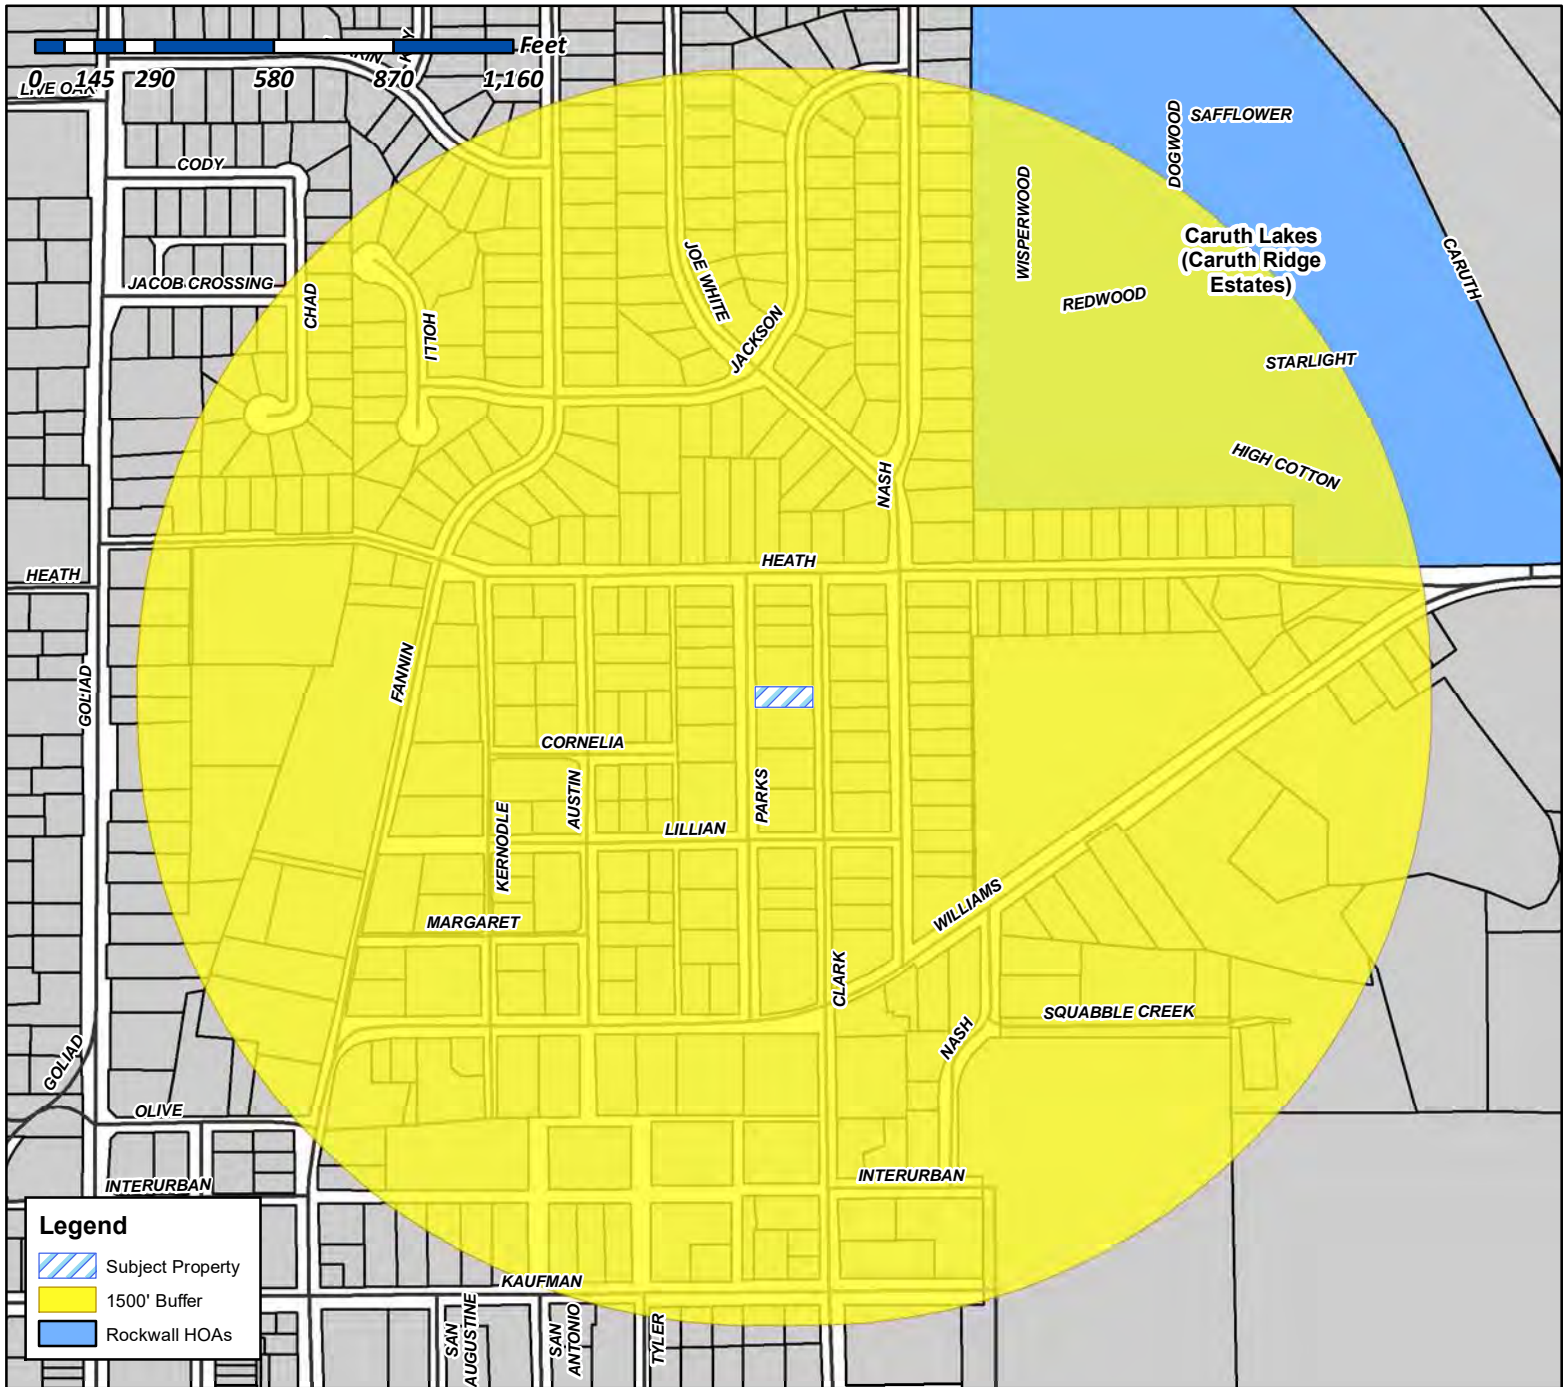 Feet
0 145 290 580 870 1,160
LIVE OAK
CODY
SAFFLOWER
DOGWOOD
WISPERWOOD
Caruth Lakes
(Caruth Ridge
Estates)
CARUTH
JOE WHITE
JACOB CROSSING
CHAD
HOLLI
REDWOOD
JACKSON
STARLIGHT
HIGH COTTON
NASH
HEATH
HEATH
GOLIAD
FANNIN
CORNELIA
AUSTIN
PARKS
KERNODLE
LILLIAN
MARGARET
WILLIAMS
CLARK
SQUABBLE CREEK
NASH
GOLIAD
OLIVE
INTERURBAN
INTERURBAN
KAUFMAN
SAN
AUGUSTINE
SAN
ANTONIO
TYLER
Legend
Subject Property
1500' Buffer
Rockwall HOAs